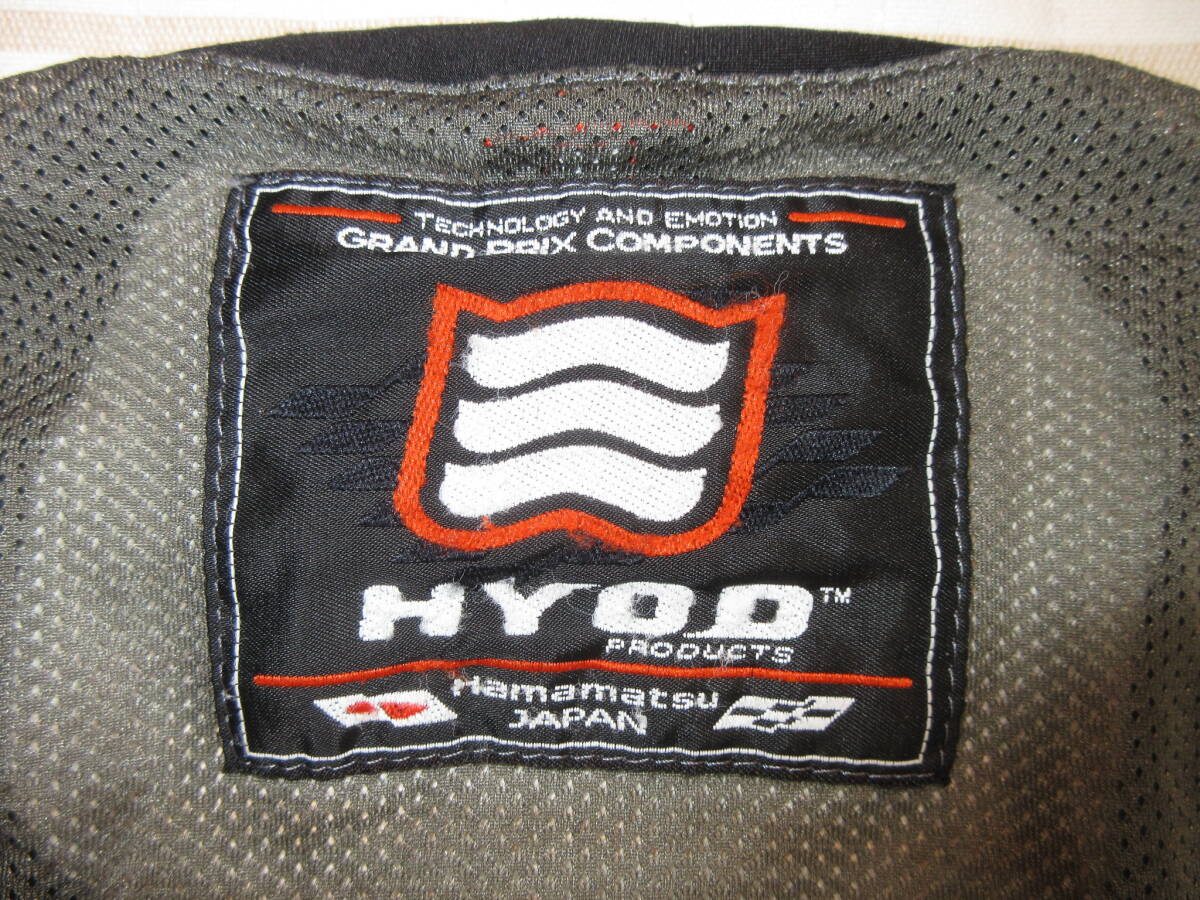 TECHNOLOGY AND EMOTION
GRAND PRIX COMPONENTS
HYOD™
PRODUCTS
Hamamatsu
JAPAN